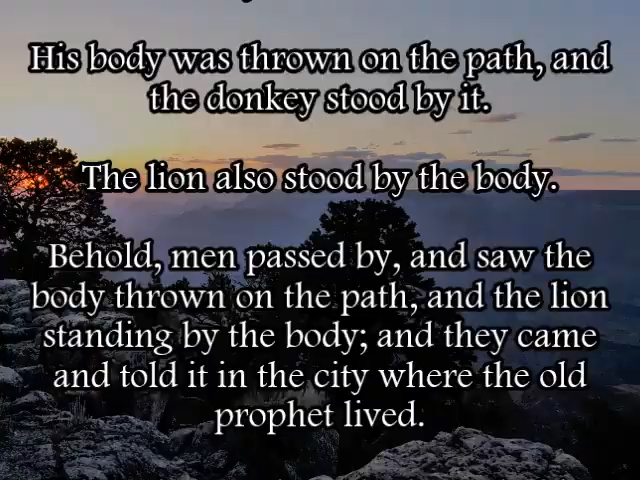 His body was thrown on the path, and
the donkey stood by it.
The lion also stood by the body.
Behold, men passed by, and saw the
body thrown on the path, and the lion
standing by the body; and they came
and told it in the city where the old
prophet lived.